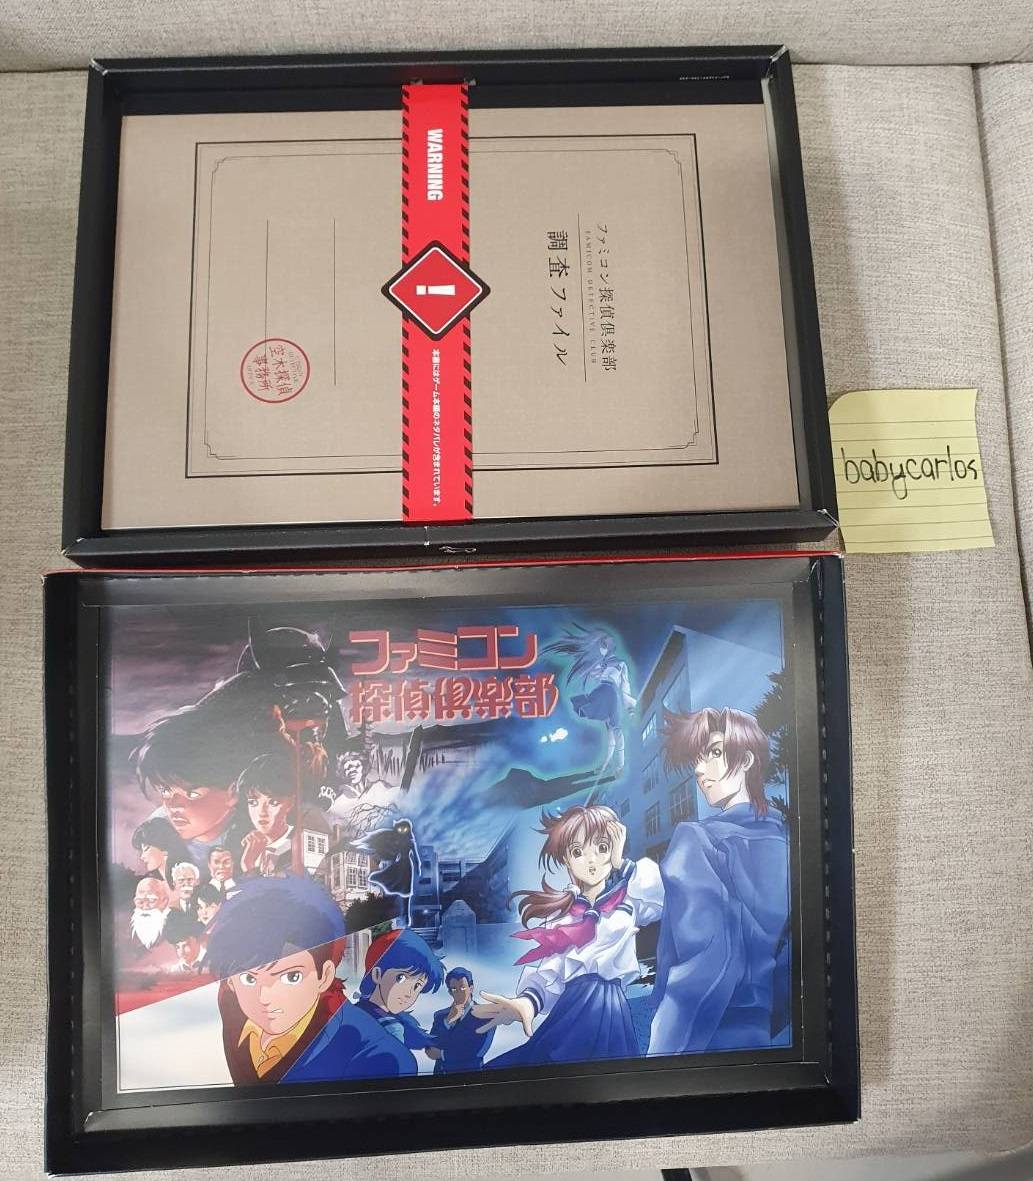 WARNING
!
本書にはゲーム本編のネタバレが含まれています。
ファミコン探偵倶楽部
FAMICOM DETECTIVE CLUB
調査ファイル
空木探偵
事務所
babycarlos
ファミコン
探偵倶楽部